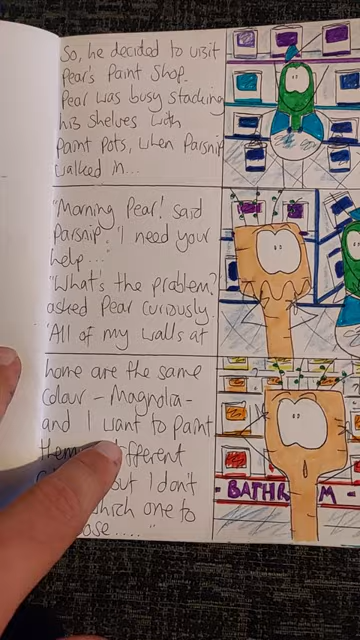 So, he decided to visit
Pear's Paint Shop.
Pear was busy stacking
his shelves with
Paint Pots, when Parsnip
walked in...
"Morning Pear! said
Parsnip. 'I need your
help...
"What's the problem?
asked Pear curiously.
'All of my walls at
home are the same
colour - Magnolia -
and I want to paint
different
but I don't
which one to
...."
BATHR M